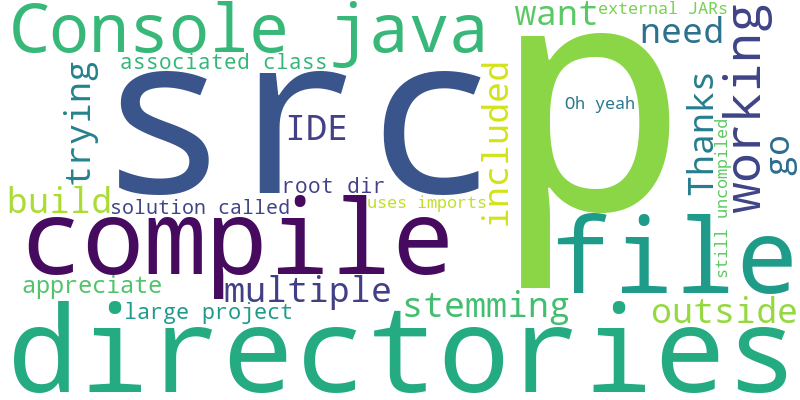 Console java
want
external JARs
need
working
associated class
trying
src
p
IDE
included
Oh yeah
Thanks
go
still uncompiled
root dir
build
solution called
uses imports
compile
file
appreciate
multiple
large project
stemming
outside
directories